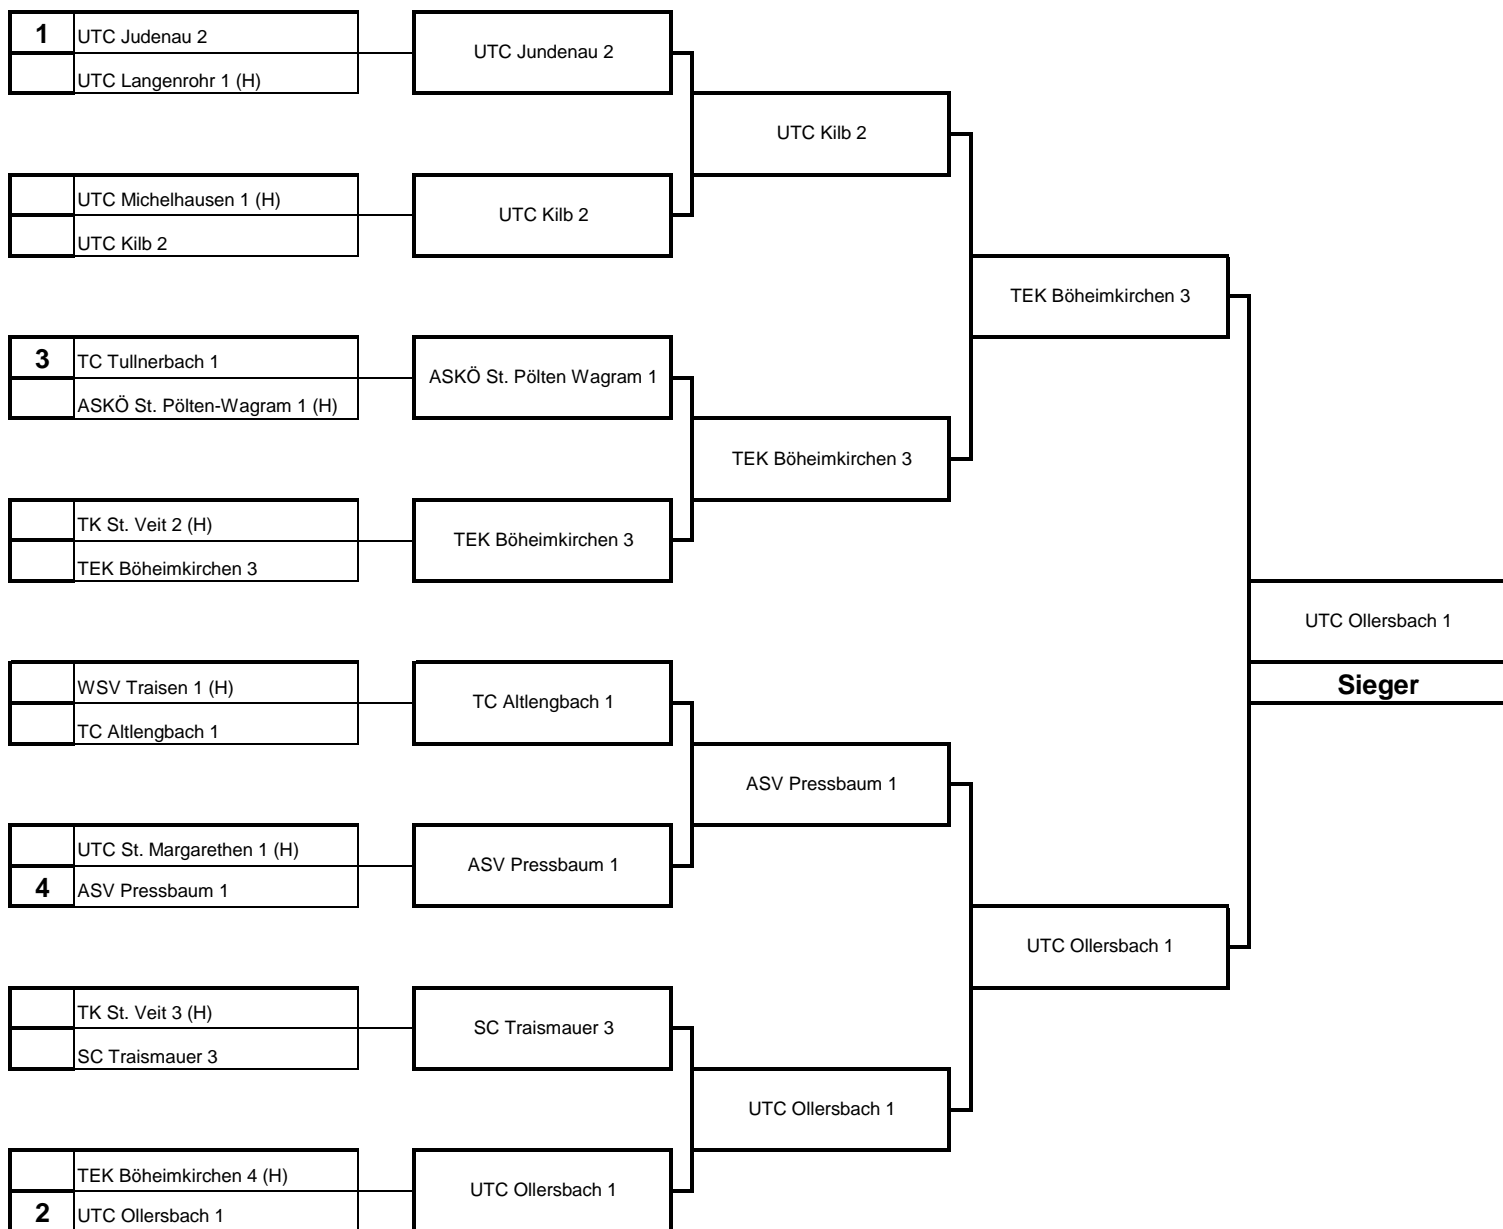 1
UTC Judenau 2
UTC Langenrohr 1 (H)
UTC Jundenau 2
UTC Kilb 2
UTC Michelhausen 1 (H)
UTC Kilb 2
UTC Kilb 2
TEK Böheimkirchen 3
3
TC Tullnerbach 1
ASKÖ St. Pölten-Wagram 1 (H)
ASKÖ St. Pölten Wagram 1
TEK Böheimkirchen 3
TK St. Veit 2 (H)
TEK Böheimkirchen 3
TEK Böheimkirchen 3
UTC Ollersbach 1
Sieger
WSV Traisen 1 (H)
TC Altlengbach 1
TC Altlengbach 1
ASV Pressbaum 1
UTC St. Margarethen 1 (H)
4
ASV Pressbaum 1
ASV Pressbaum 1
UTC Ollersbach 1
TK St. Veit 3 (H)
SC Traismauer 3
SC Traismauer 3
UTC Ollersbach 1
TEK Böheimkirchen 4 (H)
2
UTC Ollersbach 1
UTC Ollersbach 1